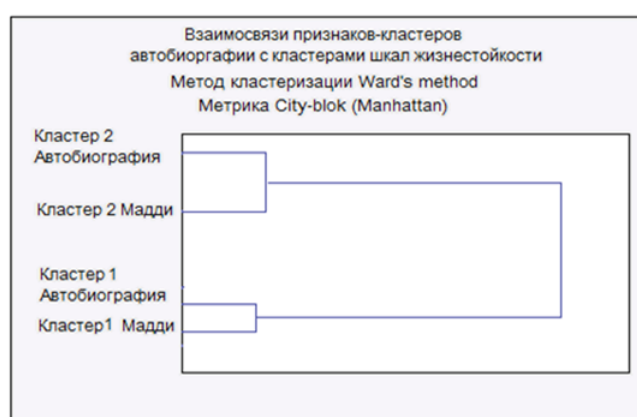 Взаимосвязи признаков-кластеров
автобиоргафии с кластерами шкал жизнестойкости
Метод кластеризации Ward's method
Метрика City-blok (Manhattan)
Кластер 2
Автобиография
Кластер 2 Мадди
Кластер 1
Автобиография
Кластер1 Мадди